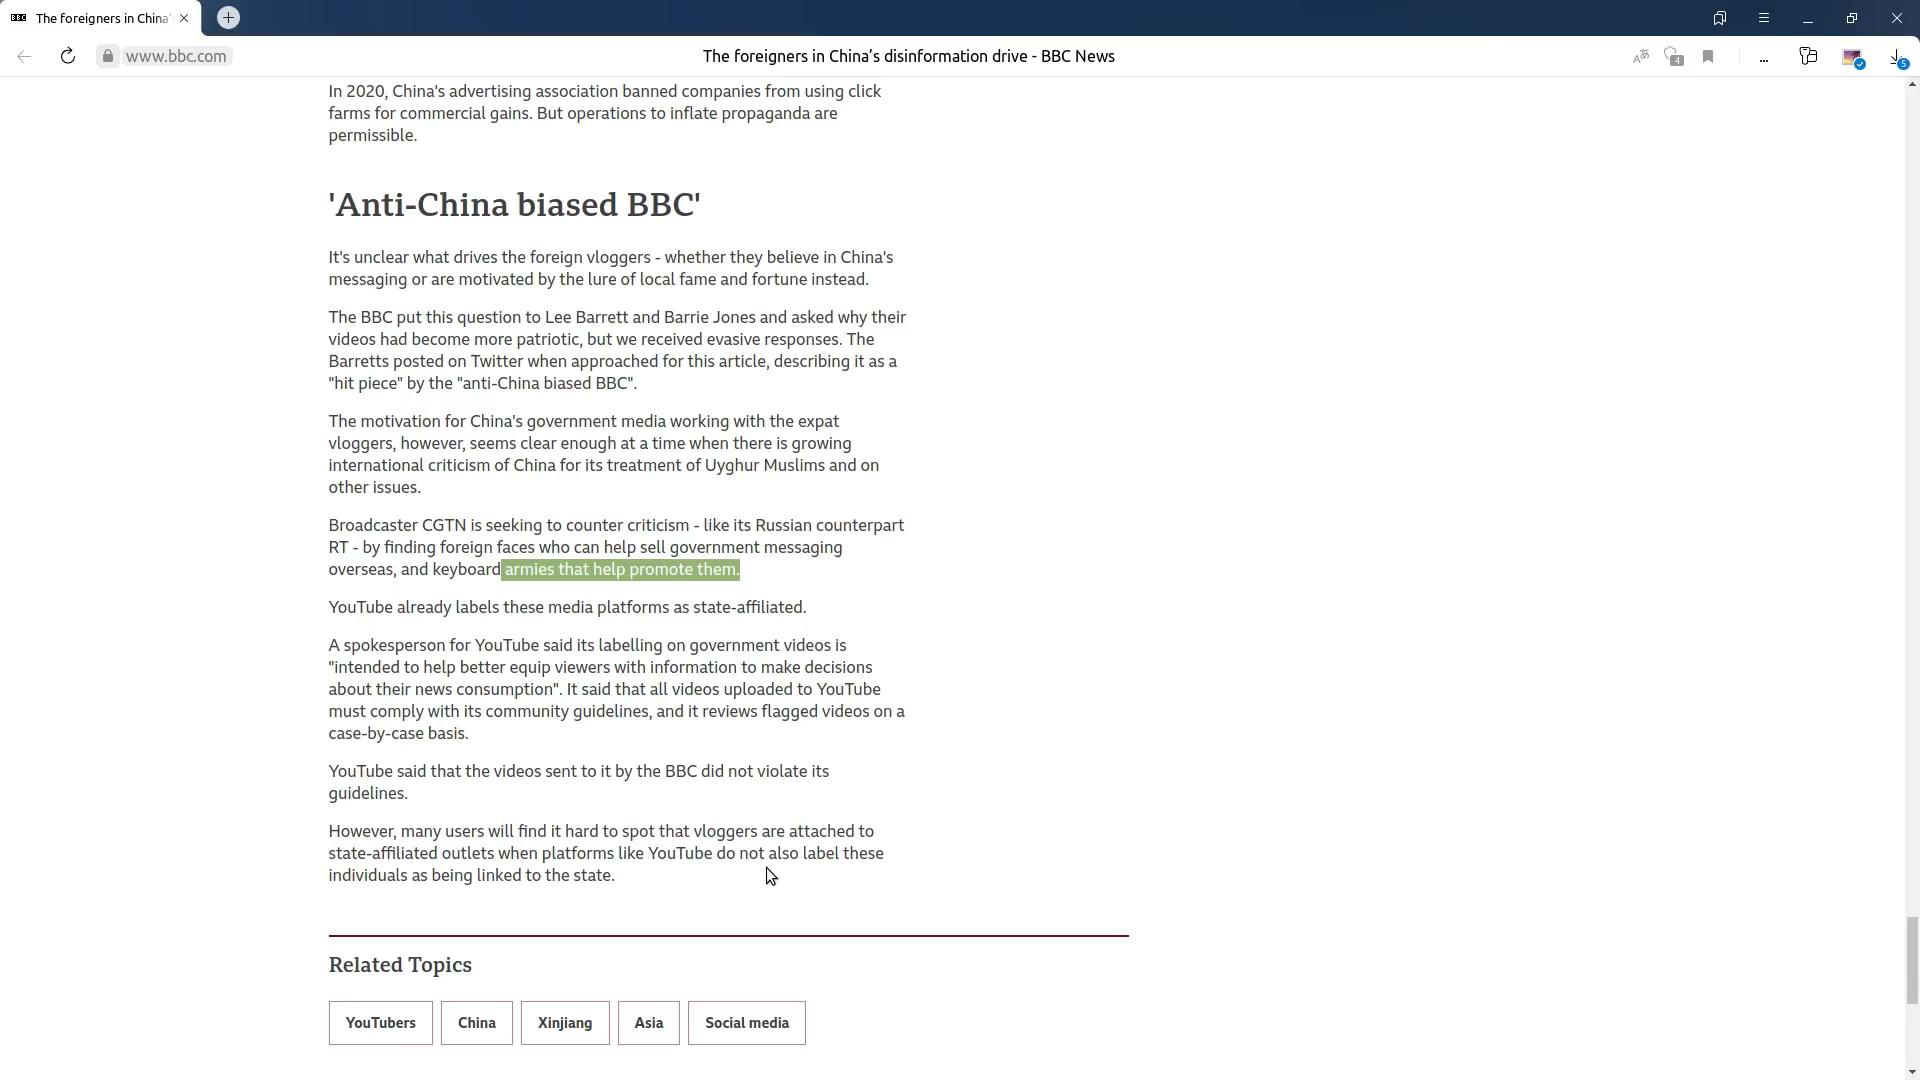 BBC The foreigners in China'
www.bbc.com
The foreigners in China’s disinformation drive - BBC News
4
...
5
In 2020, China's advertising association banned companies from using click
farms for commercial gains. But operations to inflate propaganda are
permissible.
'Anti-China biased BBC'
It's unclear what drives the foreign vloggers - whether they believe in China's
messaging or are motivated by the lure of local fame and fortune instead.
The BBC put this question to Lee Barrett and Barrie Jones and asked why their
videos had become more patriotic, but we received evasive responses. The
Barretts posted on Twitter when approached for this article, describing it as a
"hit piece" by the "anti-China biased BBC".
The motivation for China's government media working with the expat
vloggers, however, seems clear enough at a time when there is growing
international criticism of China for its treatment of Uyghur Muslims and on
other issues.
Broadcaster CGTN is seeking to counter criticism - like its Russian counterpart
RT - by finding foreign faces who can help sell government messaging
overseas, and keyboard armies that help promote them.
YouTube already labels these media platforms as state-affiliated.
A spokesperson for YouTube said its labelling on government videos is
"intended to help better equip viewers with information to make decisions
about their news consumption". It said that all videos uploaded to YouTube
must comply with its community guidelines, and it reviews flagged videos on a
case-by-case basis.
YouTube said that the videos sent to it by the BBC did not violate its
guidelines.
However, many users will find it hard to spot that vloggers are attached to
state-affiliated outlets when platforms like YouTube do not also label these
individuals as being linked to the state.
Related Topics
YouTubers China Xinjiang Asia Social media